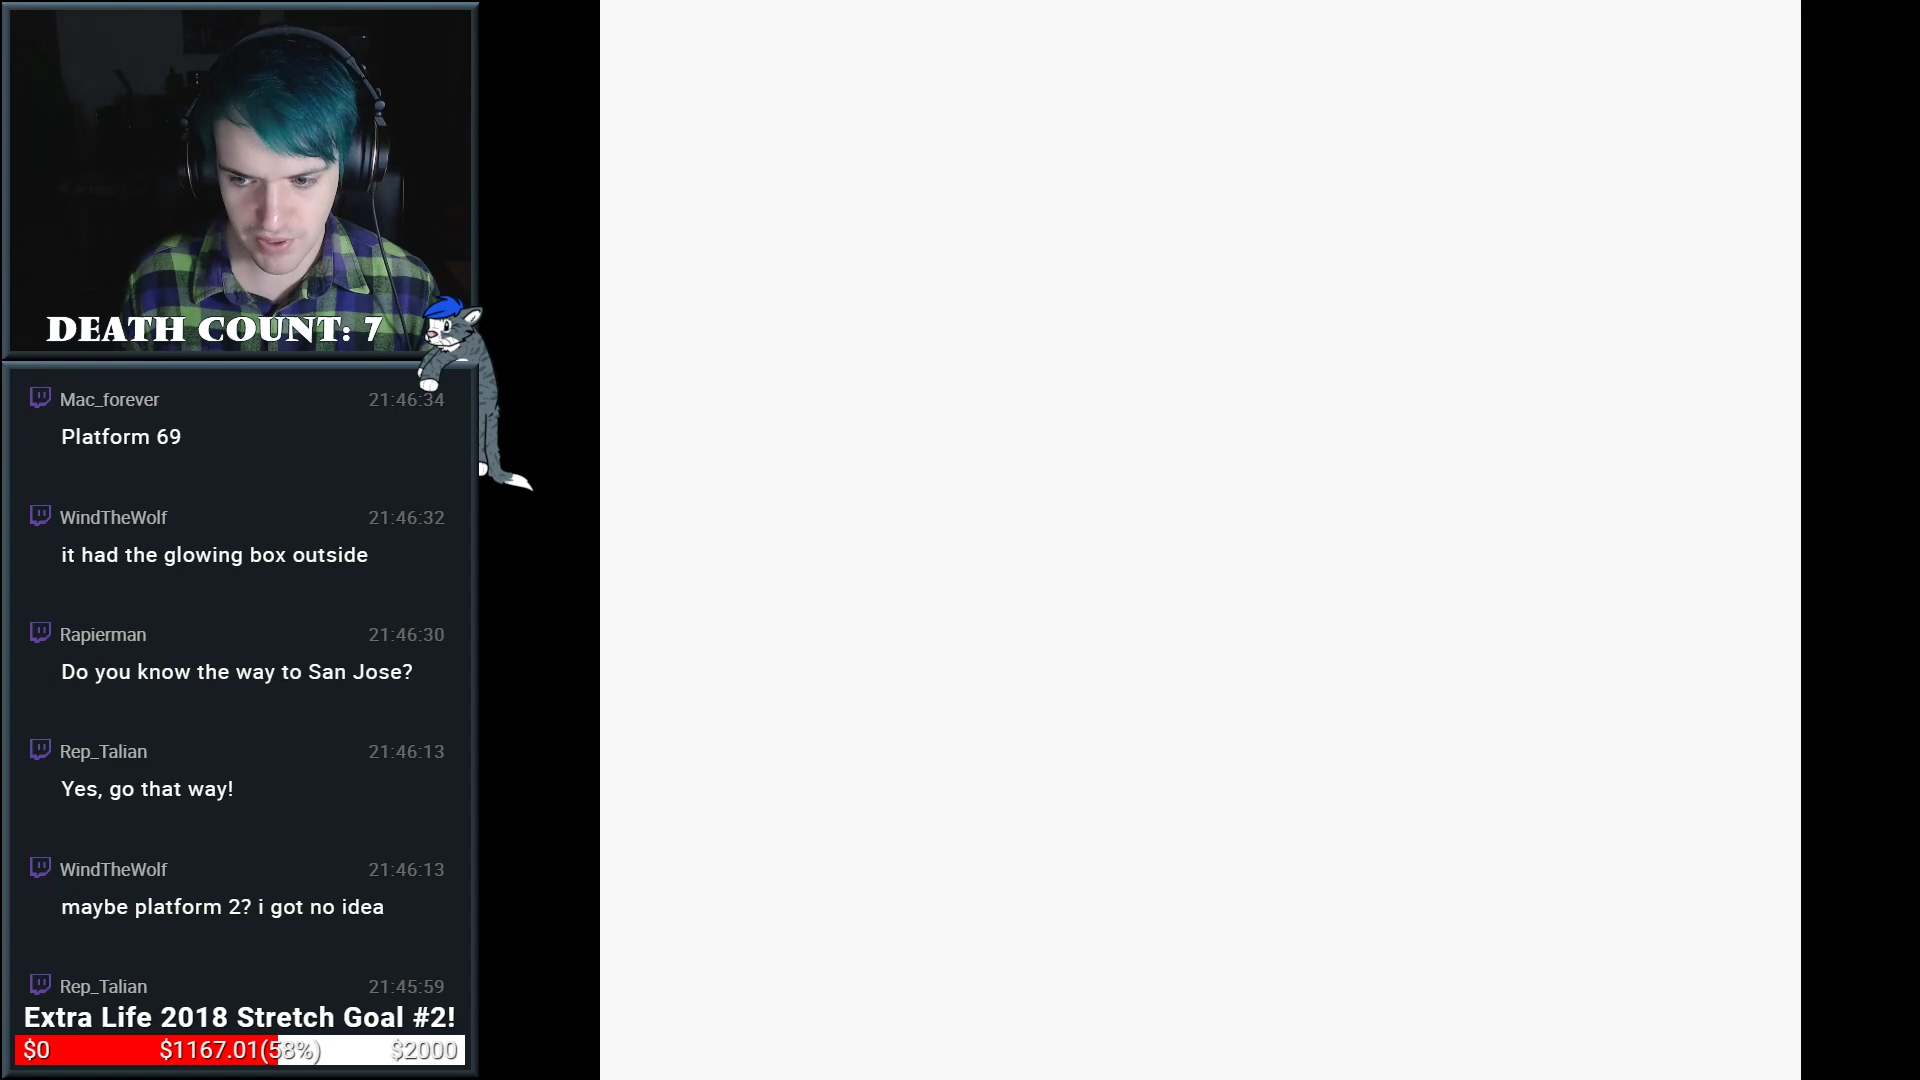 DEATH COUNT: 7
Mac_forever 21:46:34
Platform 69
WindTheWolf 21:46:32
it had the glowing box outside
Rapierman 21:46:30
Do you know the way to San Jose?
Rep_Talian 21:46:13
Yes, go that way!
WindTheWolf 21:46:13
maybe platform 2? i got no idea
Rep_Talian 21:45:59
Extra Life 2018 Stretch Goal #2!
$0 $1167.01(58%) $2000